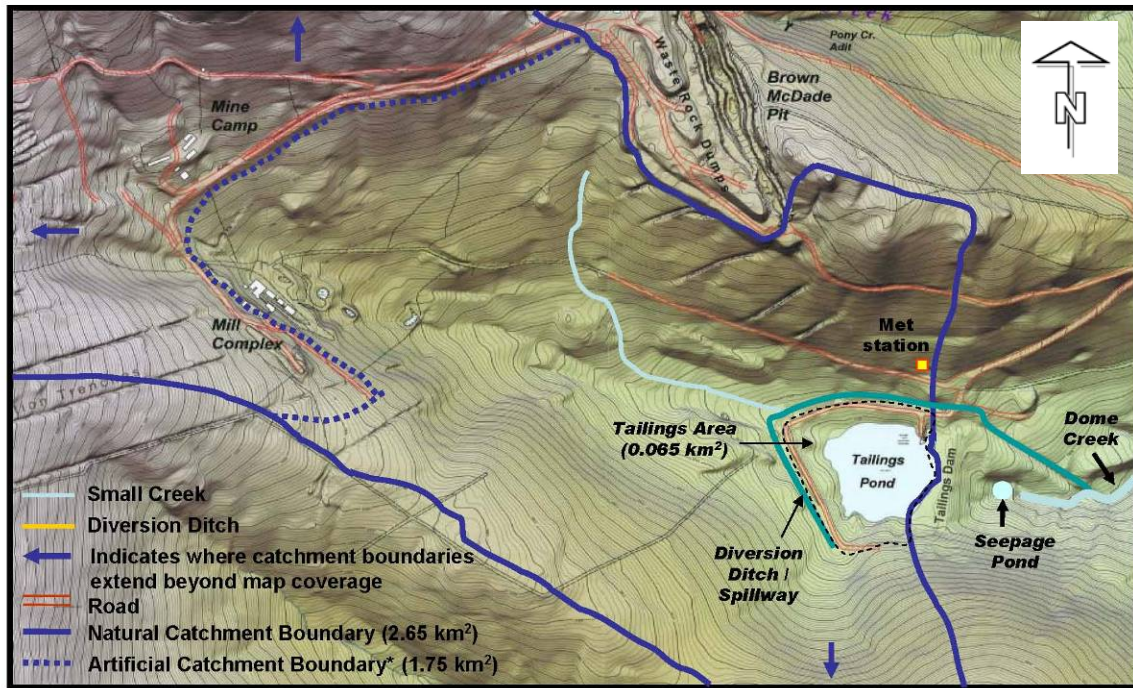 Pony Cr.
Adit
N
Mine
Camp
Waste Rock Dumps
Brown
McDade
Pit
Mill
Complex
Met
station
Tailings Area
(0.065 km²)
Tailings
Pond
Tailings Dam
Dome
Creek
Seepage
Pond
Diversion
Ditch /
Spillway
Small Creek
Diversion Ditch
Indicates where catchment boundaries
extend beyond map coverage
Road
Natural Catchment Boundary (2.65 km²)
Artificial Catchment Boundary* (1.75 km²)